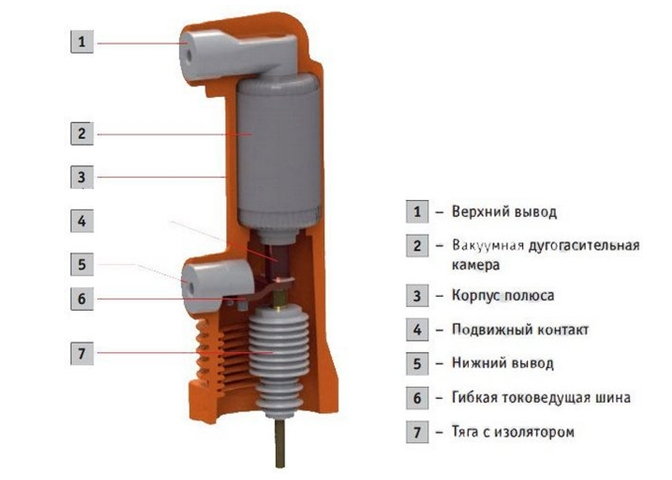 1
2
3
4
5
6
7
1 – Верхний вывод
2 – Вакуумная дугогасительная
камера
3 – Корпус полюса
4 – Подвижный контакт
5 – Нижний вывод
6 – Гибкая токоведущая шина
7 – Тяга с изолятором